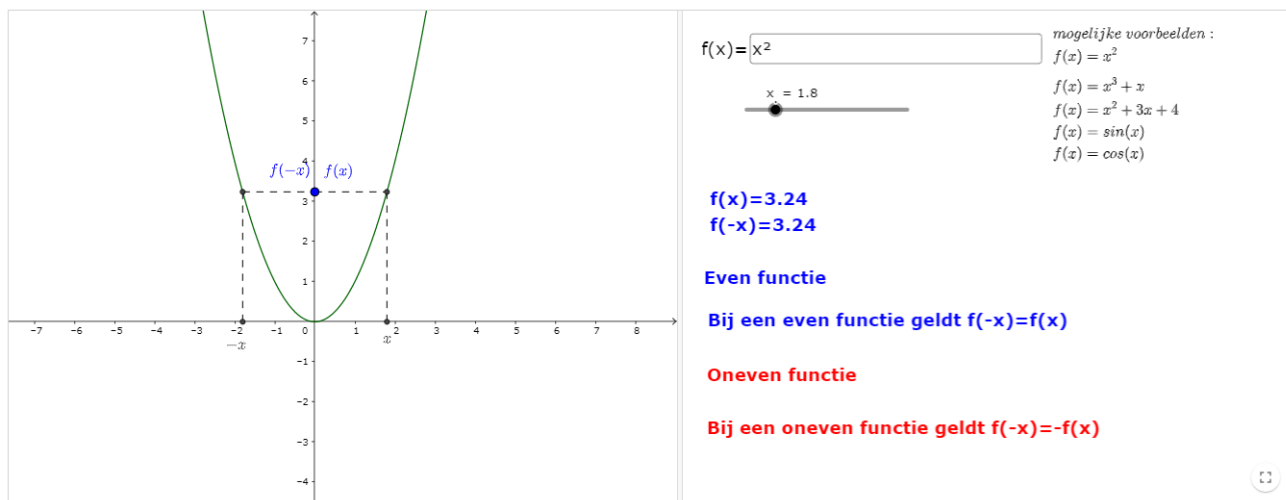 7
6
5
4
3
2
1
0
-1
-2
-3
-4
-7 -6 -5 -4 -3 -2 -1 1 2 3 4 5 6 7 8
f(-x) f(x)
-x x
f(x)= x²
x = 1.8
mogelijke voorbeelden :
f(x) = x²
f(x) = x³ + x
f(x) = x² + 3x + 4
f(x) = sin(x)
f(x) = cos(x)
f(x)=3.24
f(-x)=3.24
Even functie
Bij een even functie geldt f(-x)=f(x)
Oneven functie
Bij een oneven functie geldt f(-x)=-f(x)